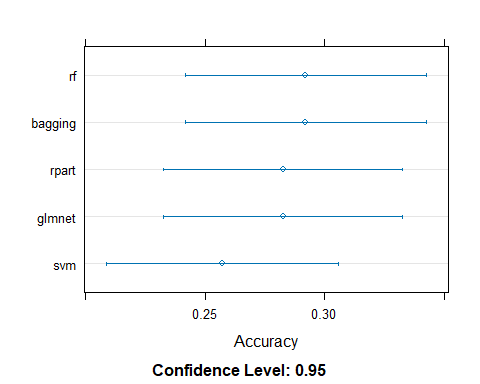 rf
bagging
rpart
glmnet
svm
0.25 0.30
Accuracy
Confidence Level: 0.95